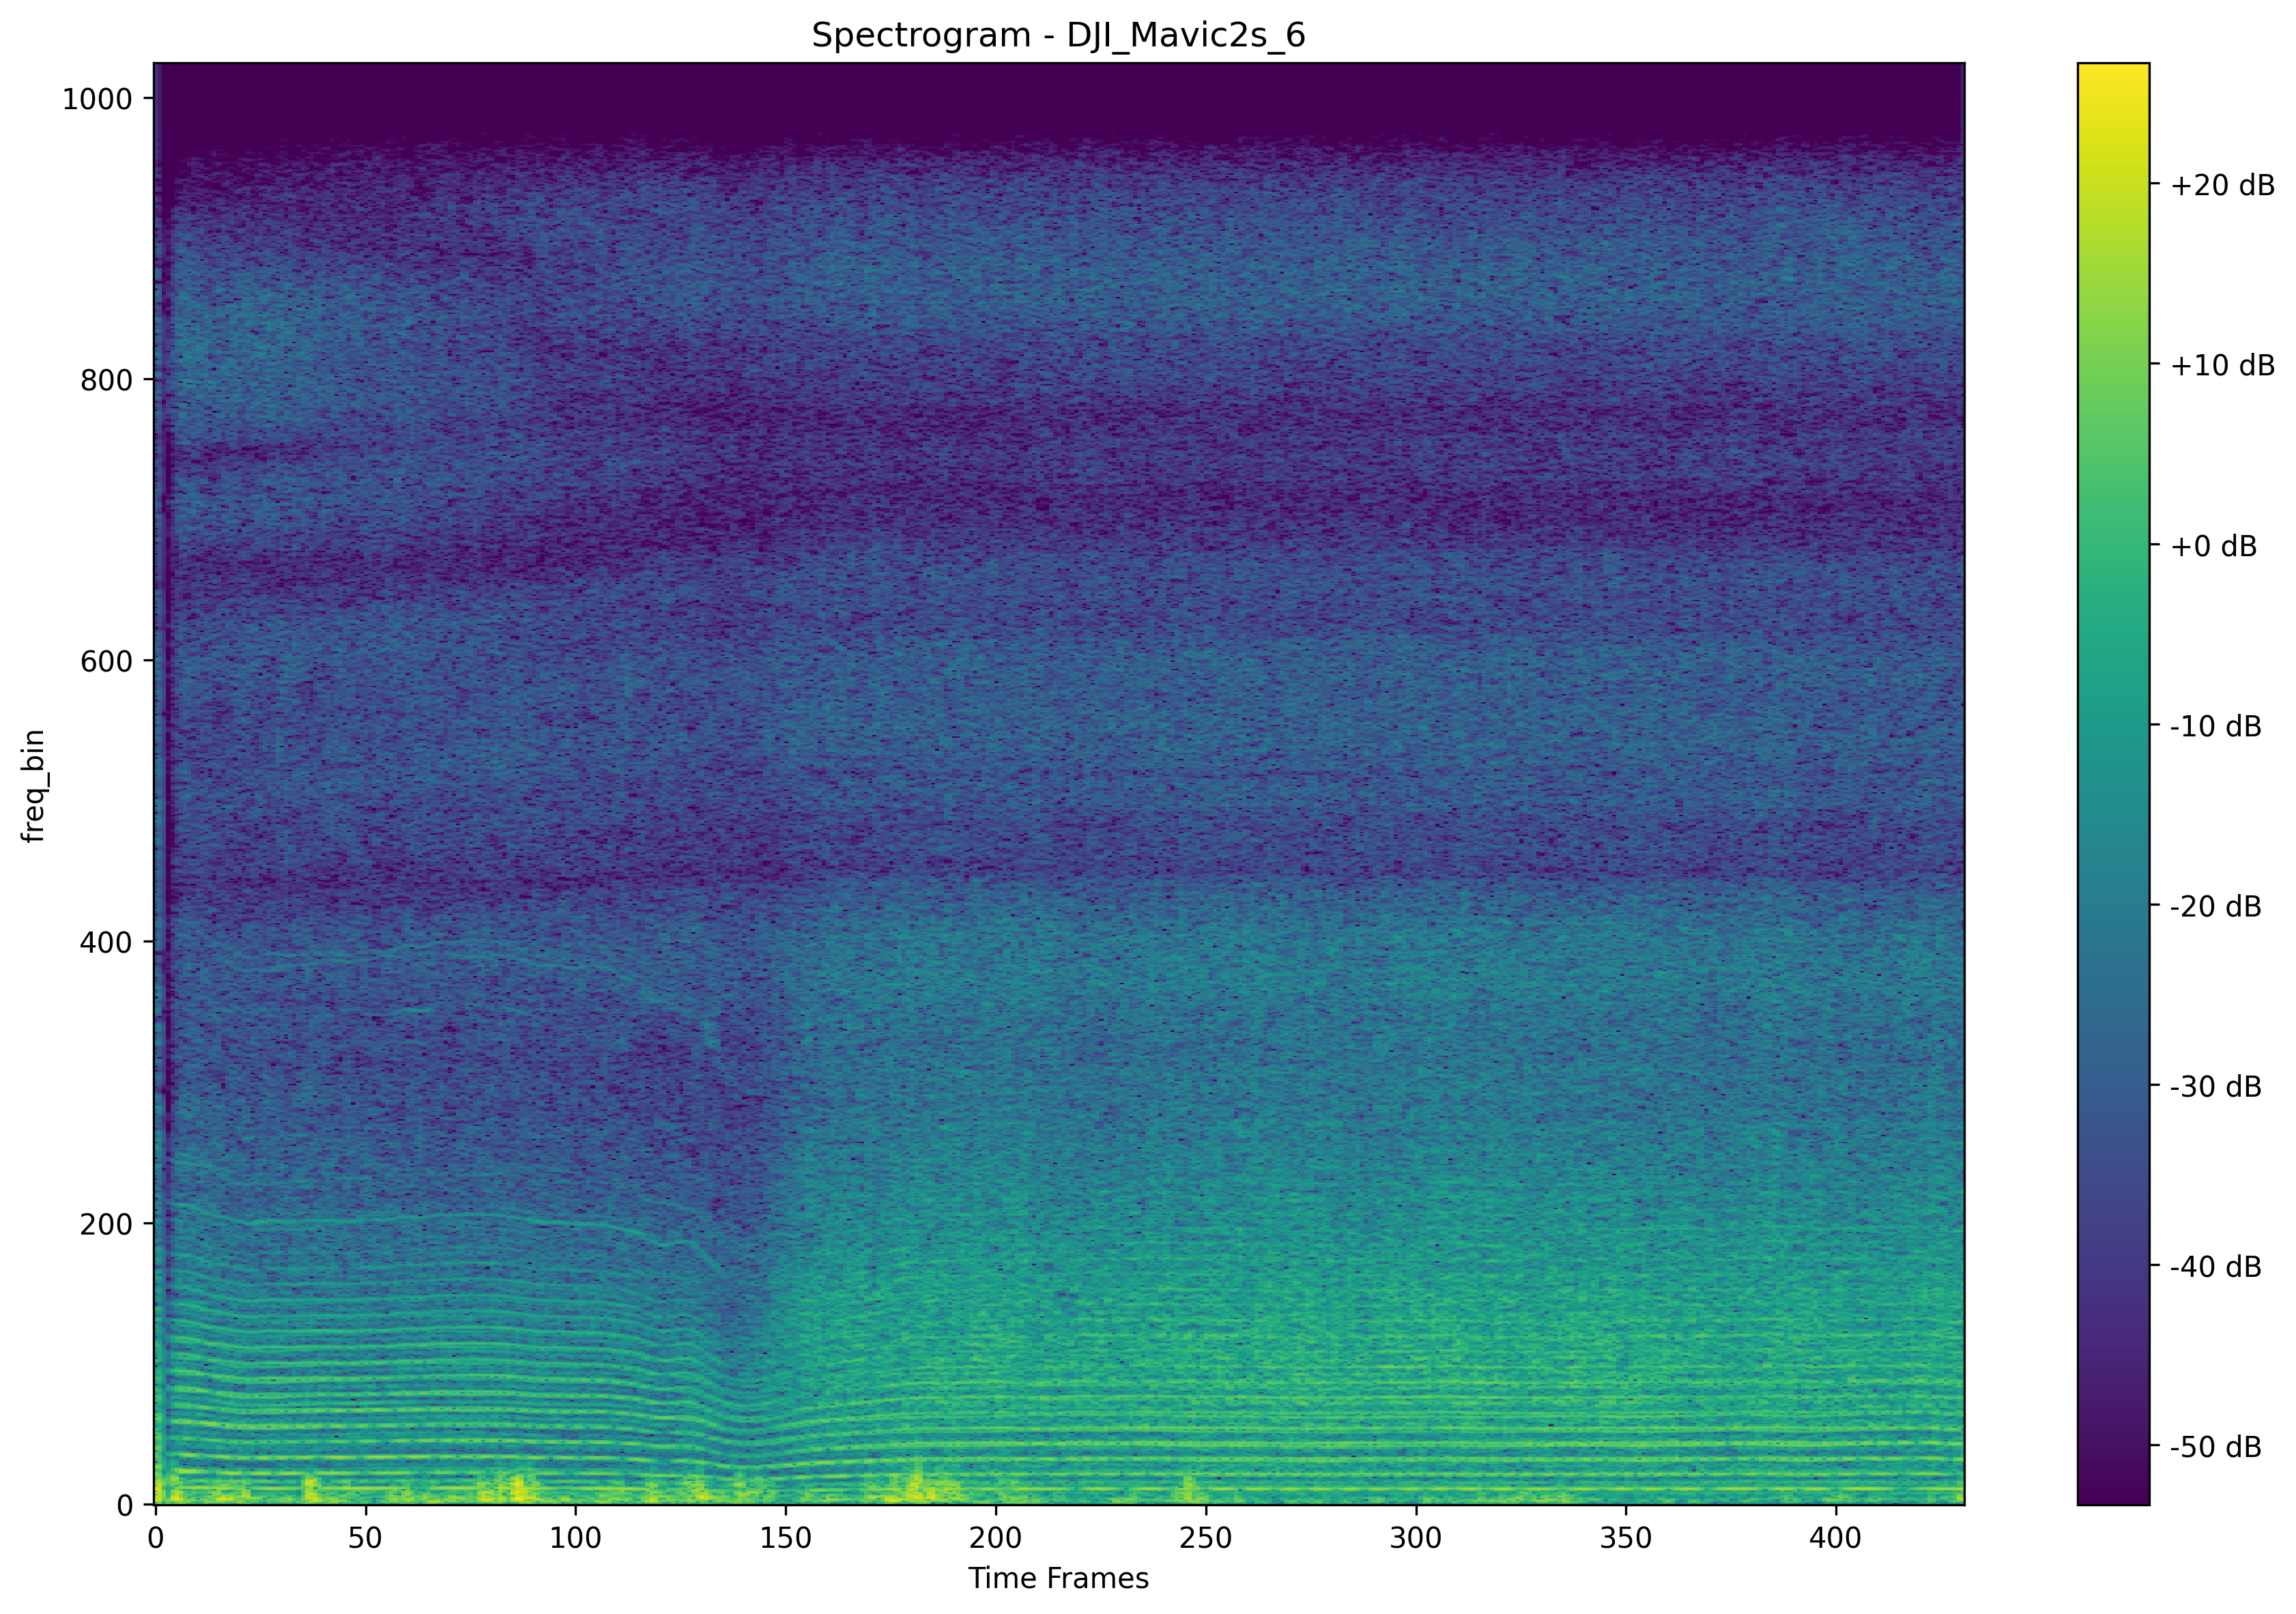 Spectrogram - DJI_Mavic2s_6
1000
800
600
400
200
0
freq_bin
0 50 100 150 200 250 300 350 400
Time Frames
+20 dB
+10 dB
+0 dB
-10 dB
-20 dB
-30 dB
-40 dB
-50 dB